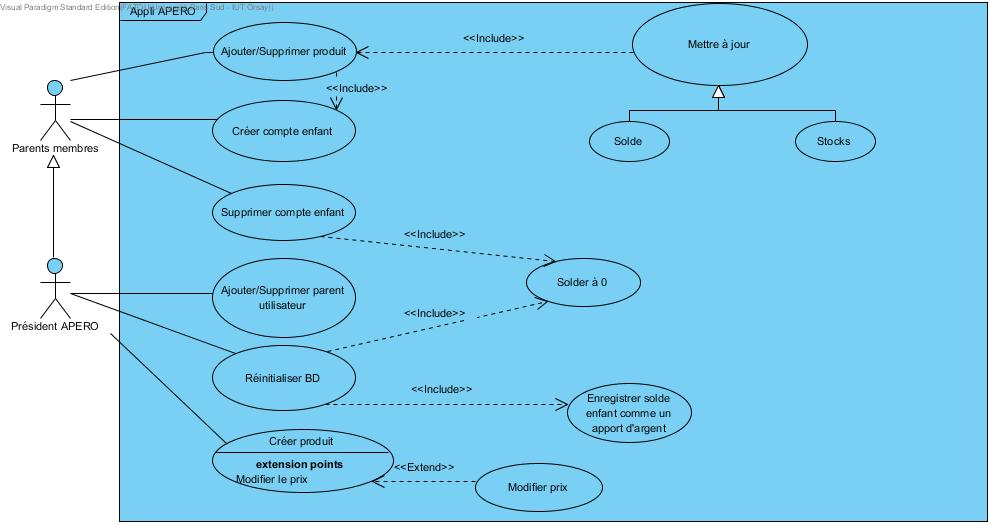 Visual Paradigm Standard Edition
Appli APERO
Ajouter/Supprimer produit
<<Include>>
Mettre à jour
<<Include>>
Créer compte enfant
Solde
Stocks
Parents membres
Supprimer compte enfant
<<Include>>
Solder à 0
Ajouter/Supprimer parent
utilisateur
<<Include>>
Président APERO
Réinitialiser BD
<<Include>>
Enregistrer solde
enfant comme un
apport d'argent
Créer produit
extension points
Modifier le prix
<<Extend>>
Modifier prix